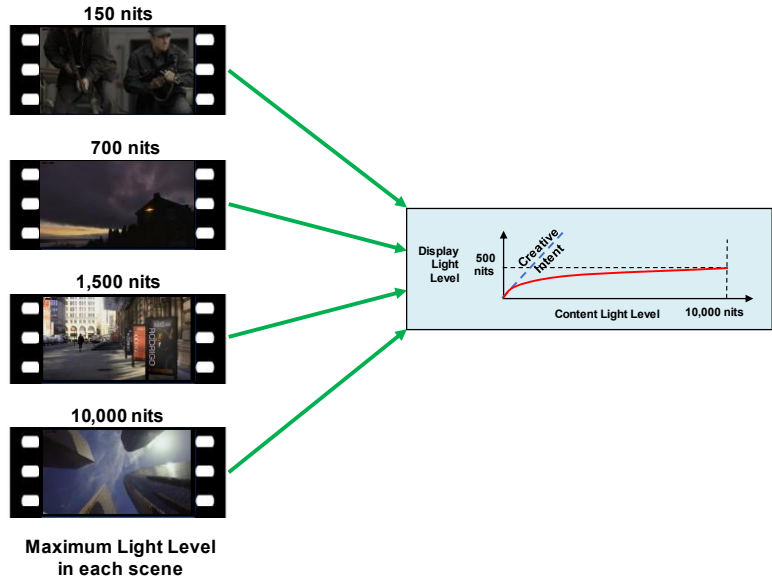 150 nits
700 nits
1,500 nits
10,000 nits
Maximum Light Level
in each scene
Display
Light
Level
500
nits
Creative
Intent
Content Light Level
10,000 nits
RODRIGO